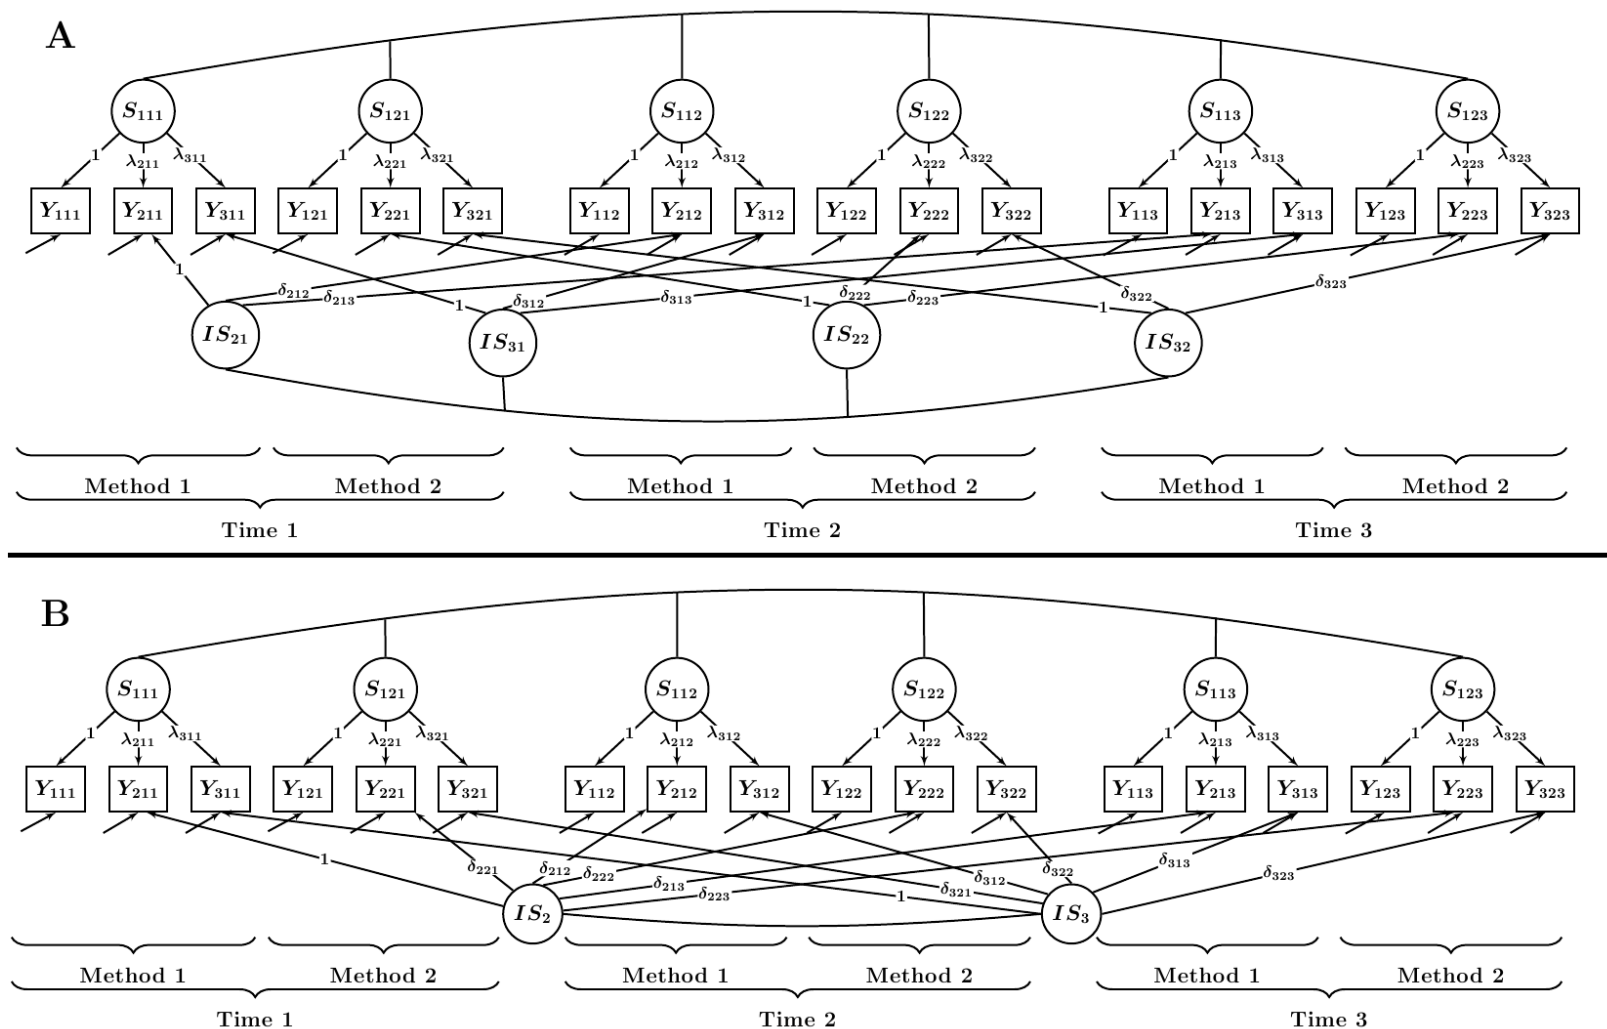 A
S₁₁₁ S₁₂₁ S₁₁₂ S₁₂₂ S₁₁₃ S₁₂₃
1 λ₂₁₁ λ₃₁₁ 1 λ₂₂₁ λ₃₂₁ 1 λ₂₁₂ λ₃₁₂ 1 λ₂₂₂ λ₃₂₂ 1 λ₂₁₃ λ₃₁₃ 1 λ₂₂₃ λ₃₂₃
Y₁₁₁ Y₂₁₁ Y₃₁₁ Y₁₂₁ Y₂₂₁ Y₃₂₁ Y₁₁₂ Y₂₁₂ Y₃₁₂ Y₁₂₂ Y₂₂₂ Y₃₂₂ Y₁₁₃ Y₂₁₃ Y₃₁₃ Y₁₂₃ Y₂₂₃ Y₃₂₃
1 δ₂₁₂ δ₂₁₃ 1 δ₃₁₂ δ₃₁₃ 1 δ₂₂₂ δ₂₂₃ 1 δ₃₂₂ δ₃₂₃
IS₂₁ IS₃₁ IS₂₂ IS₃₂
Method 1 Method 2 Method 1 Method 2 Method 1 Method 2
Time 1 Time 2 Time 3
B
S₁₁₁ S₁₂₁ S₁₁₂ S₁₂₂ S₁₁₃ S₁₂₃
1 λ₂₁₁ λ₃₁₁ 1 λ₂₂₁ λ₃₂₁ 1 λ₂₁₂ λ₃₁₂ 1 λ₂₂₂ λ₃₂₂ 1 λ₂₁₃ λ₃₁₃ 1 λ₂₂₃ λ₃₂₃
Y₁₁₁ Y₂₁₁ Y₃₁₁ Y₁₂₁ Y₂₂₁ Y₃₂₁ Y₁₁₂ Y₂₁₂ Y₃₁₂ Y₁₂₂ Y₂₂₂ Y₃₂₂ Y₁₁₃ Y₂₁₃ Y₃₁₃ Y₁₂₃ Y₂₂₃ Y₃₂₃
1 δ₂₂₁ δ₂₁₂ δ₂₂₂ δ₂₁₃ δ₂₂₃ 1 δ₃₂₁ δ₃₁₂ δ₃₂₂ δ₃₁₃ δ₃₂₃
IS₂ IS₃
Method 1 Method 2 Method 1 Method 2 Method 1 Method 2
Time 1 Time 2 Time 3